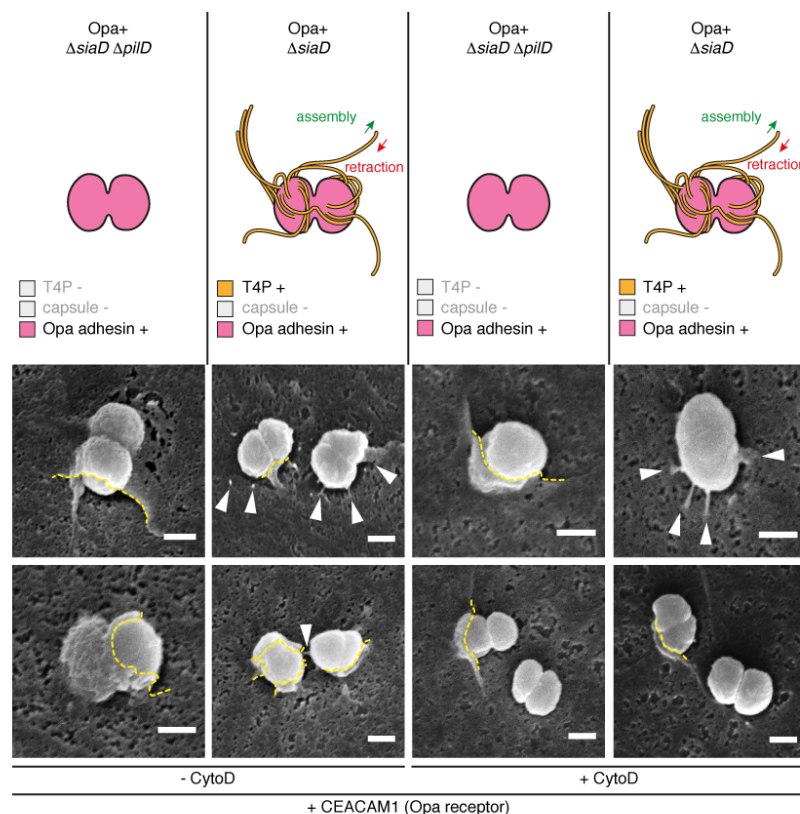 Opa+
ΔsiaD ΔpilD
Opa+
ΔsiaD
Opa+
ΔsiaD ΔpilD
Opa+
ΔsiaD
assembly
retraction
assembly
retraction
T4P -
capsule -
Opa adhesin +
T4P +
capsule -
Opa adhesin +
T4P -
capsule -
Opa adhesin +
T4P +
capsule -
Opa adhesin +
- CytoD
+ CytoD
+ CEACAM1 (Opa receptor)